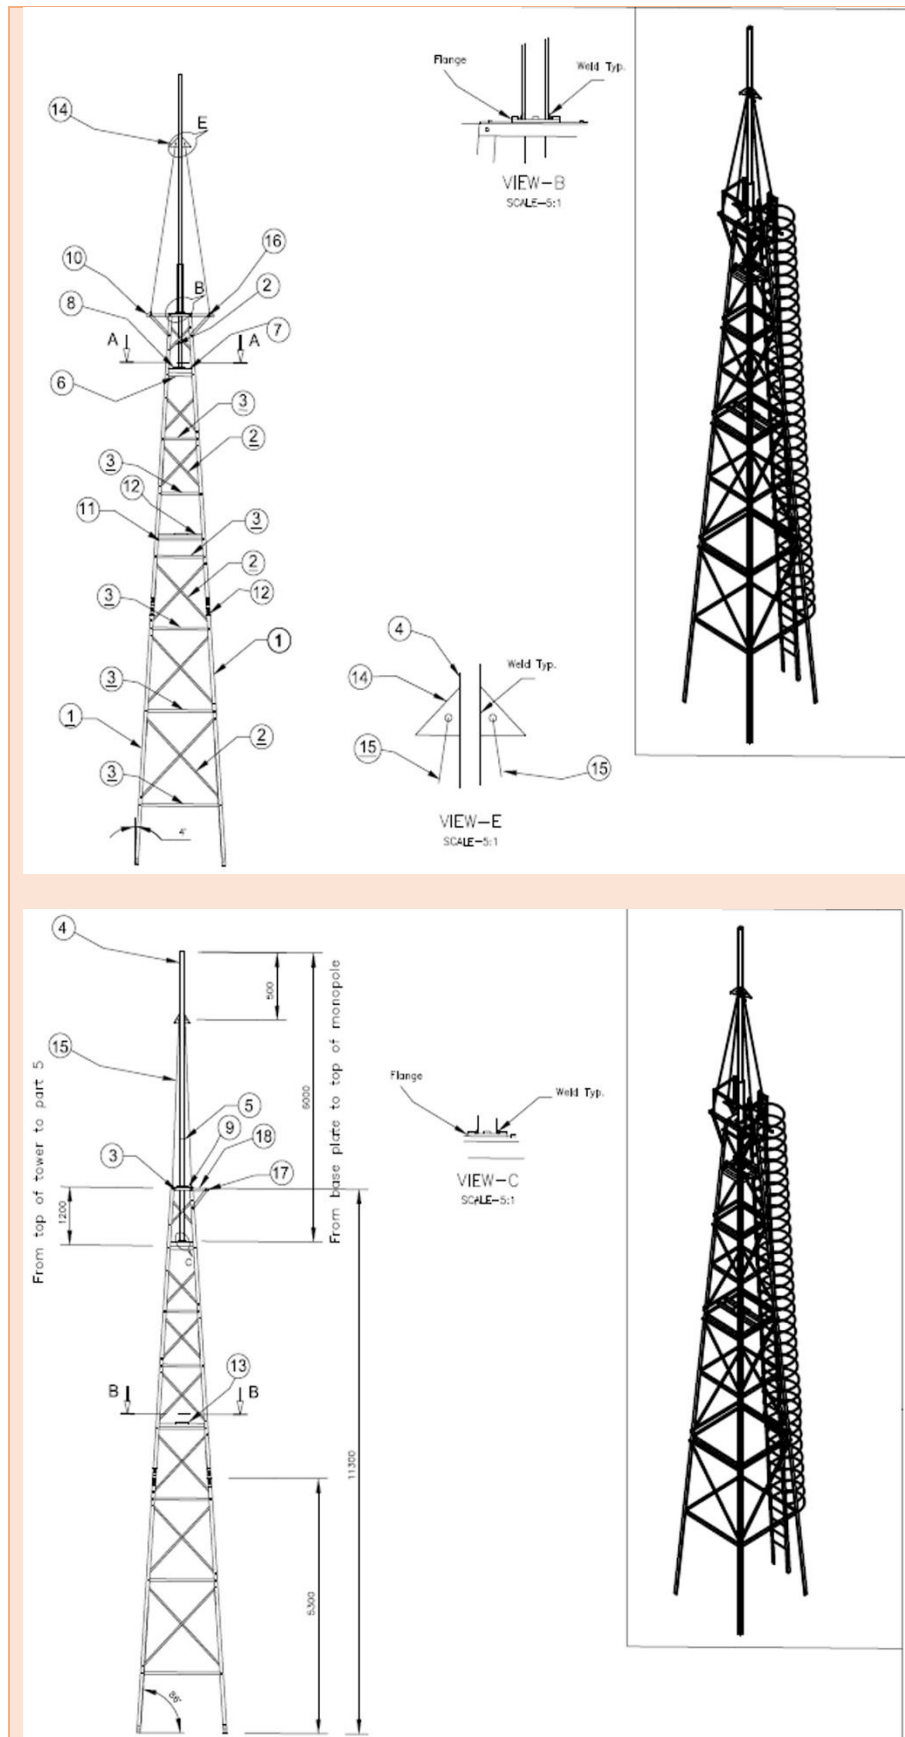 Flange
Weld Typ.
VIEW-B
SCALE-5:1
14
E
10
16
B
2
8
7
A
A
6
3
2
3
12
11
3
2
3
12
1
3
1
2
3
4°
4
Weld Typ.
14
15
15
VIEW-E
SCALE-5:1
4
500
From base plate to top of monopole
6000
From top of tower to part 5
15
5
9
18
3
17
1200
C
Flange
Weld Typ.
VIEW-C
SCALE-5:1
13
B
B
11300
5300
86°